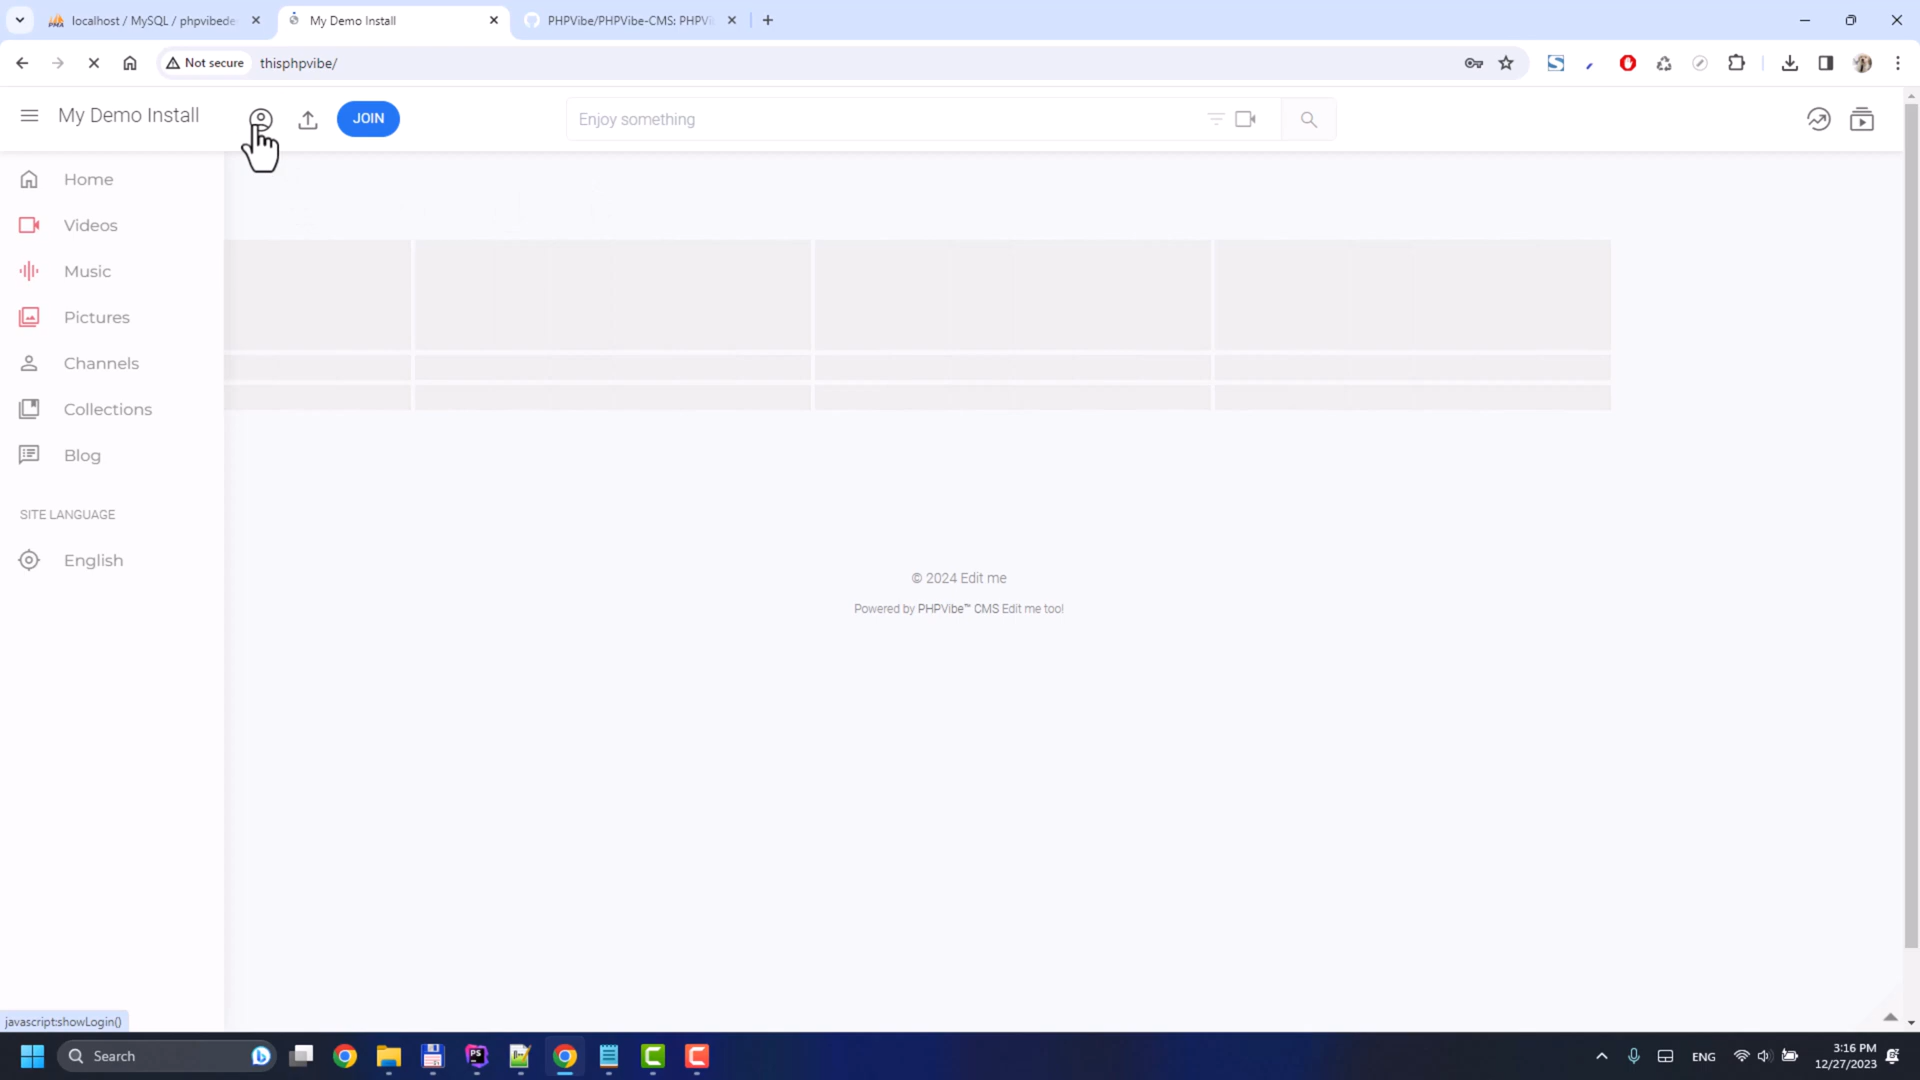 localhost / MySQL / phpvibede
My Demo Install
PHPVibe/PHPVibe-CMS: PHPVi
Not secure
thisphpvibe/
My Demo Install
JOIN
Enjoy something
Home
Videos
Music
Pictures
Channels
Collections
Blog
SITE LANGUAGE
English
© 2024 Edit me
Powered by PHPVibe™ CMS Edit me too!
javascript:showLogin()
Search
ENG
3:16 PM
12/27/2023